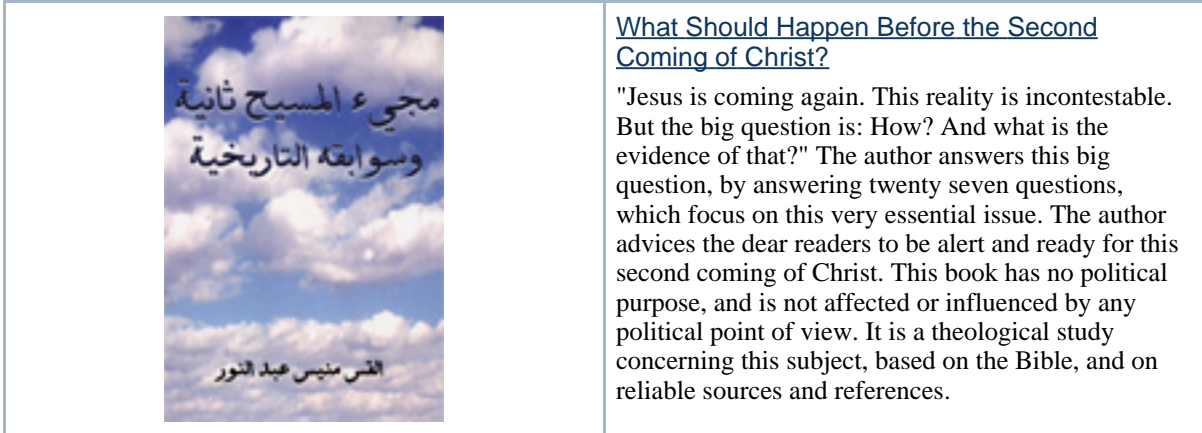 مجيء المسيح ثانية
وسوابقه التاريخية
القس منيس عبد النور
What Should Happen Before the Second
Coming of Christ?
"Jesus is coming again. This reality is incontestable.
But the big question is: How? And what is the
evidence of that?" The author answers this big
question, by answering twenty seven questions,
which focus on this very essential issue. The author
advices the dear readers to be alert and ready for this
second coming of Christ. This book has no political
purpose, and is not affected or influenced by any
political point of view. It is a theological study
concerning this subject, based on the Bible, and on
reliable sources and references.